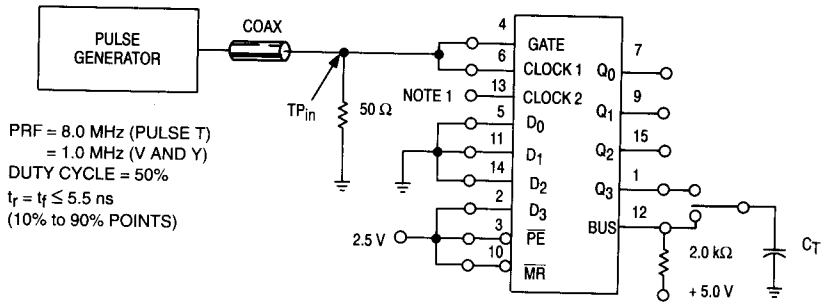 PULSE
GENERATOR
COAX
TPin
50 Ω
NOTE 1
2.5 V
PRF = 8.0 MHz (PULSE T)
= 1.0 MHz (V AND Y)
DUTY CYCLE = 50%
tr = tf ≤ 5.5 ns
(10% to 90% POINTS)
4
GATE
6
CLOCK 1
13
CLOCK 2
5
D0
11
D1
14
D2
2
D3
3
PE
10
MR
7
Q0
9
Q1
15
Q2
1
Q3
12
BUS
2.0 kΩ
+ 5.0 V
CT